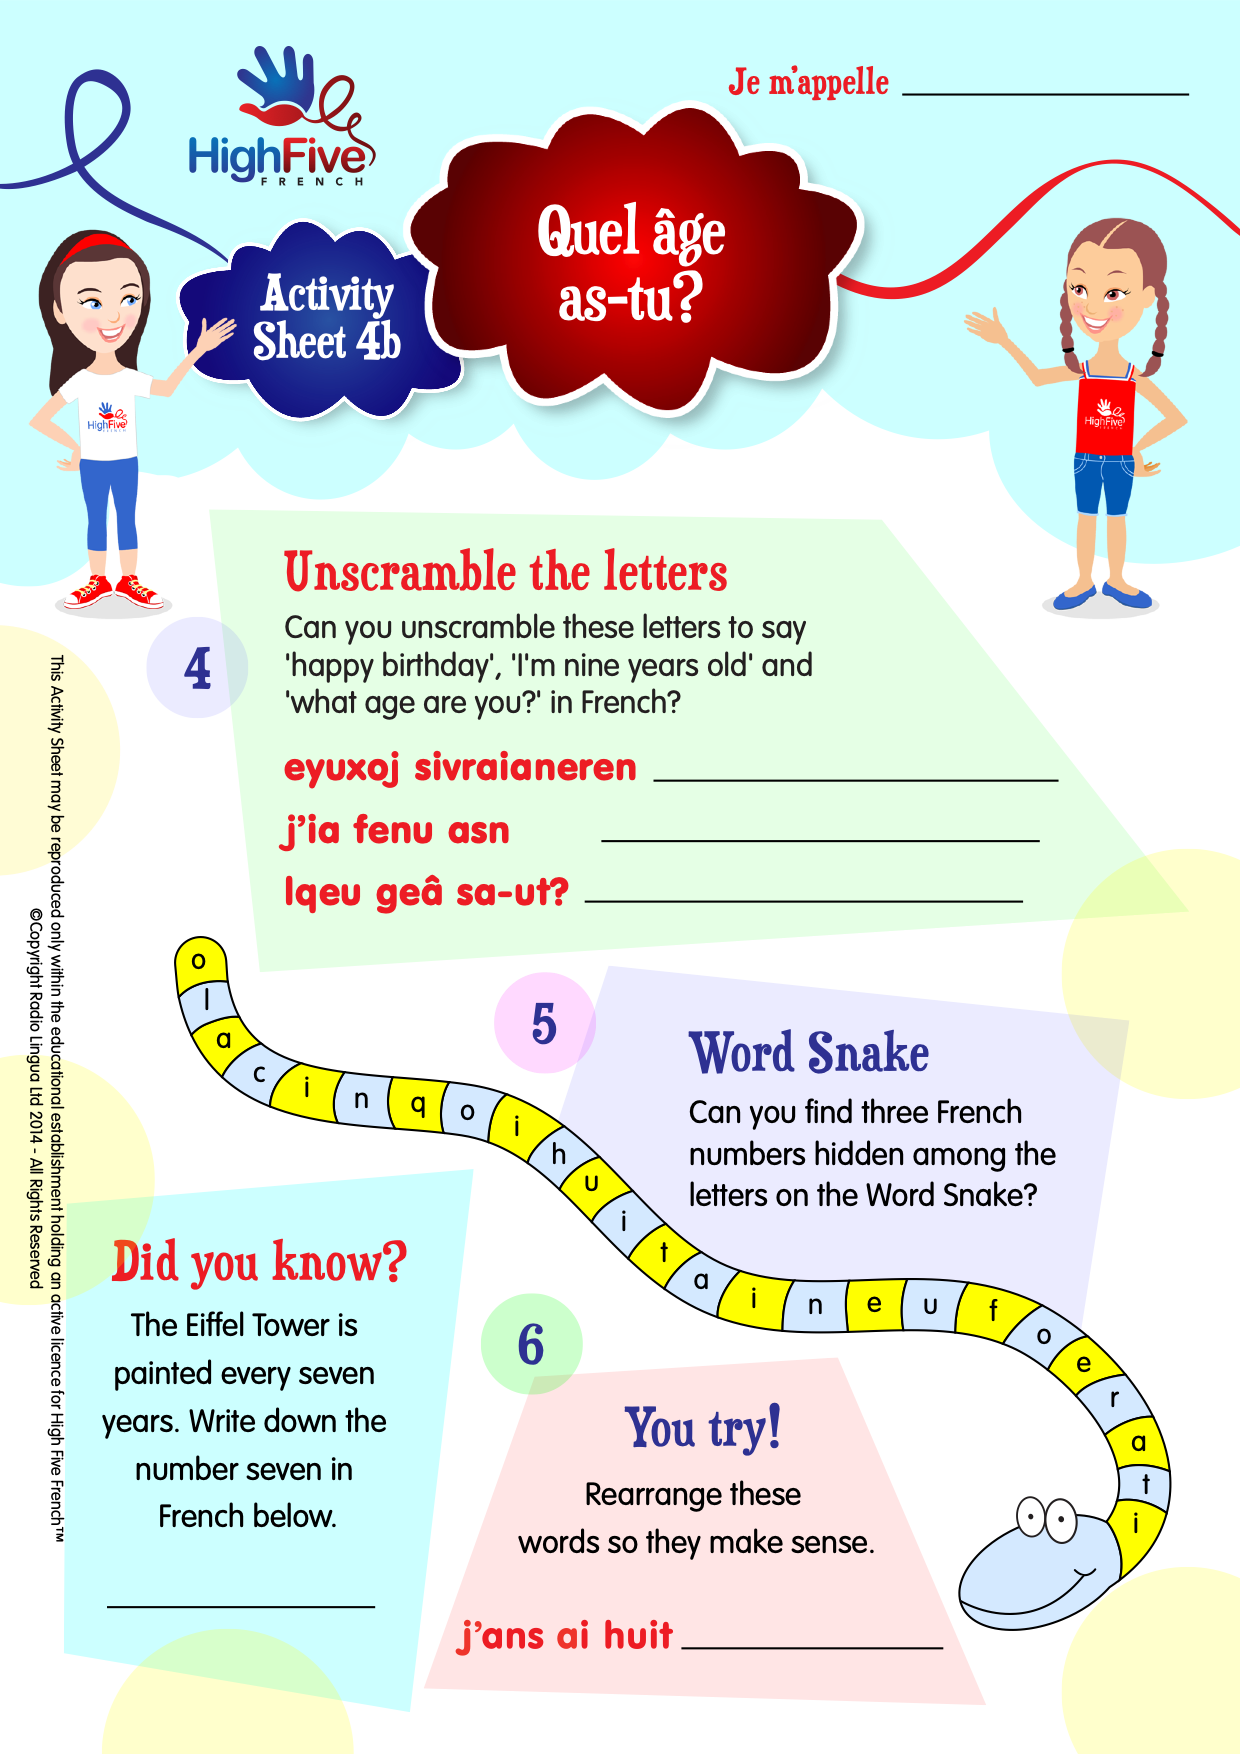 Je m'appelle
HighFive
FRENCH
Quel âge
as-tu?
Activity
Sheet 4b
HighFive
FRENCH
HighFive
FRENCH
Unscramble the letters
4
Can you unscramble these letters to say
'happy birthday', 'I'm nine years old' and
'what age are you?' in French?
eyuxoj sivraianeren
j'ia fenu asn
lqeu geâ sa-ut?
o l a c i n q o i h u i t a i n e u f o e r a t i
5
Word Snake
Can you find three French
numbers hidden among the
letters on the Word Snake?
Did you know?
The Eiffel Tower is
painted every seven
years. Write down the
number seven in
French below.
6
You try!
Rearrange these
words so they make sense.
j'ans ai huit
This Activity Sheet may be reproduced only within the educational establishment holding an active licence for High Five French™
©Copyright Radio Lingua Ltd 2014 - All Rights Reserved